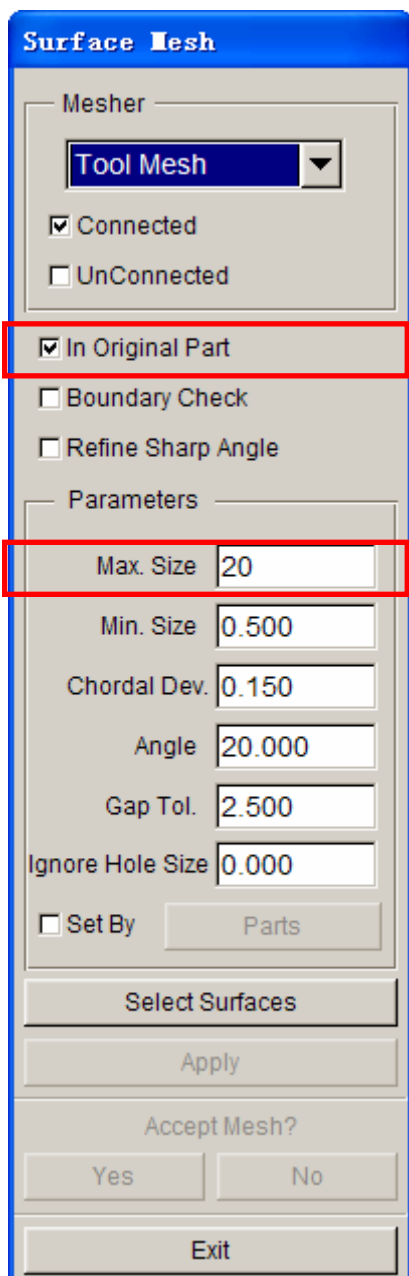 Surface Mesh
Mesher
Tool Mesh
Connected
UnConnected
In Original Part
Boundary Check
Refine Sharp Angle
Parameters
Max. Size 20
Min. Size 0.500
Chordal Dev. 0.150
Angle 20.000
Gap Tol. 2.500
Ignore Hole Size 0.000
Set By Parts
Select Surfaces
Apply
Accept Mesh?
Yes No
Exit